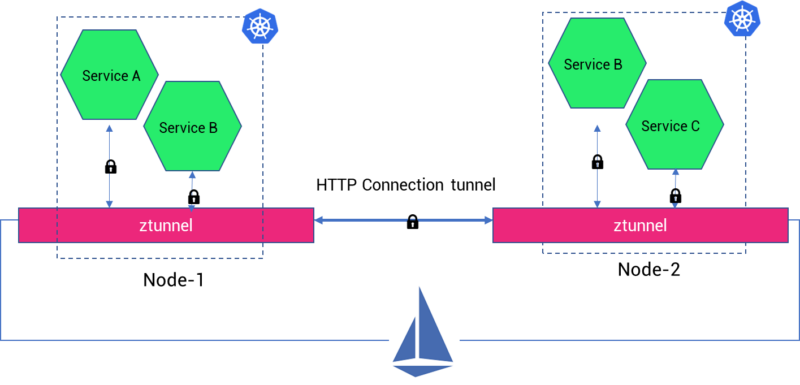 Service A
Service B
ztunnel
Node-1
HTTP Connection tunnel
Service B
Service C
ztunnel
Node-2